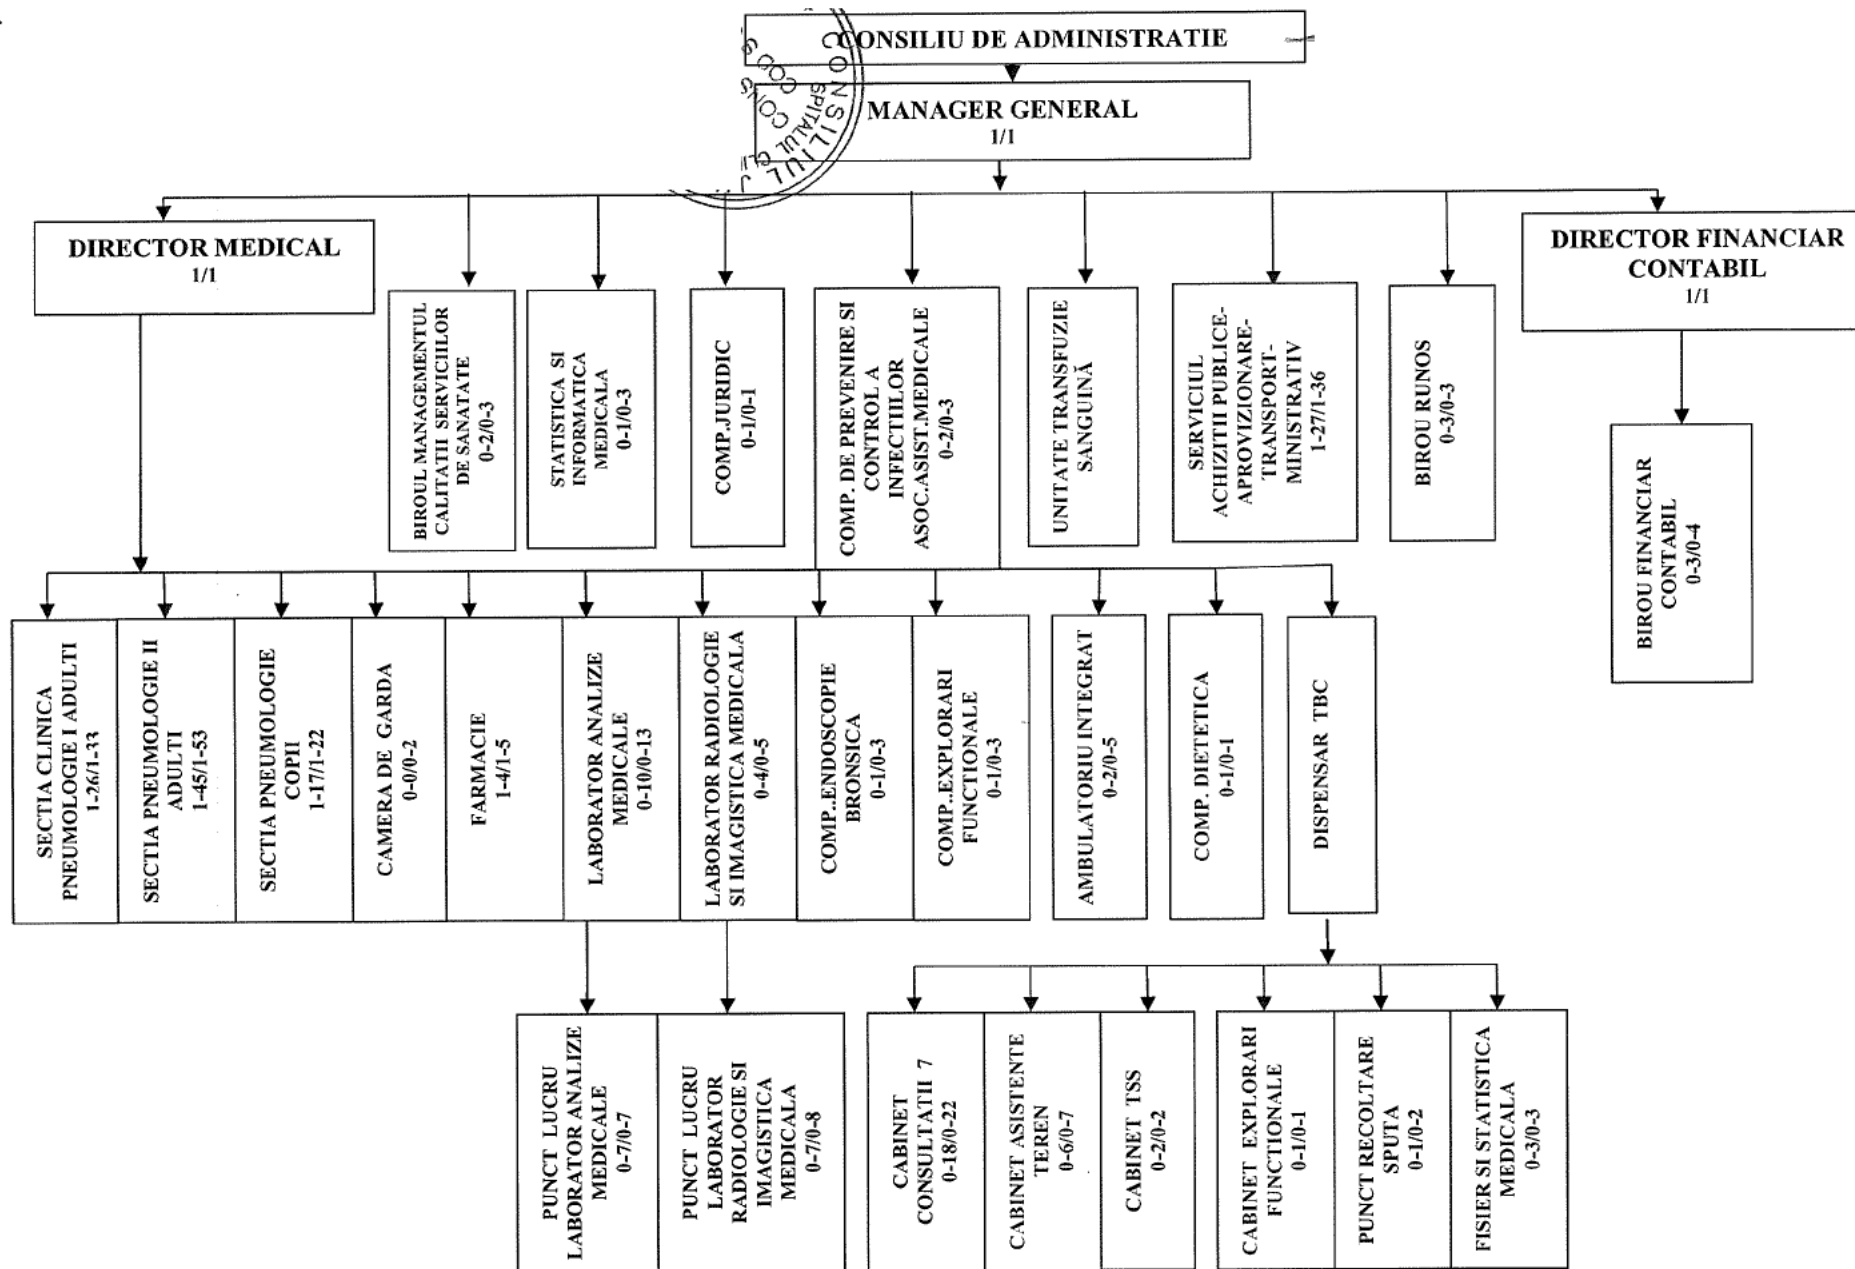 CONSILIU DE ADMINISTRATIE
MANAGER GENERAL
1/1
CONSILIUL J
SPITALUL CLI
DIRECTOR MEDICAL
1/1
BIROUL MANAGEMENTUL
CALITATII SERVICIILOR
DE SANATATE
0-2/0-3
STATISTICA SI
INFORMATICA
MEDICALA
0-1/0-3
COMP.JURIDIC
0-1/0-1
COMP. DE PREVENIRE SI
CONTROL A
INFECTIILOR
ASOC.ASIST.MEDICALE
0-2/0-3
UNITATE TRANSFUZIE
SANGUINĂ
SERVICIUL
ACHIZITII PUBLICE-
APROVIZIONARE-
TRANSPORT-
MINISTRATIV
1-27/1-36
BIROU RUNOS
0-3/0-3
DIRECTOR FINANCIAR
CONTABIL
1/1
BIROU FINANCIAR
CONTABIL
0-3/0-4
SECTIA CLINICA
PNEUMOLOGIE I ADULTI
1-26/1-33
SECTIA PNEUMOLOGIE II
ADULTI
1-45/1-53
SECTIA PNEUMOLOGIE
COPII
1-17/1-22
CAMERA DE GARDA
0-0/0-2
FARMACIE
1-4/1-5
LABORATOR ANALIZE
MEDICALE
0-10/0-13
LABORATOR RADIOLOGIE
SI IMAGISTICA MEDICALA
0-4/0-5
COMP..ENDOSCOPIE
BRONSICA
0-1/0-3
COMP..EXPLORARI
FUNCTIONALE
0-1/0-3
AMBULATORIU INTEGRAT
0-2/0-5
COMP. DIETETICA
0-1/0-1
DISPENSAR TBC
PUNCT LUCRU
LABORATOR ANALIZE
MEDICALE
0-7/0-7
PUNCT LUCRU
LABORATOR
RADIOLOGIE SI
IMAGISTICA
MEDICALA
0-7/0-8
CABINET
CONSULTATII 7
0-18/0-22
CABINET ASISTENTE
TEREN
0-6/0-7
CABINET TSS
0-2/0-2
CABINET EXPLORARI
FUNCTIONALE
0-1/0-1
PUNCT RECOLTARE
SPUTA
0-1/0-2
FISIER SI STATISTICA
MEDICALA
0-3/0-3